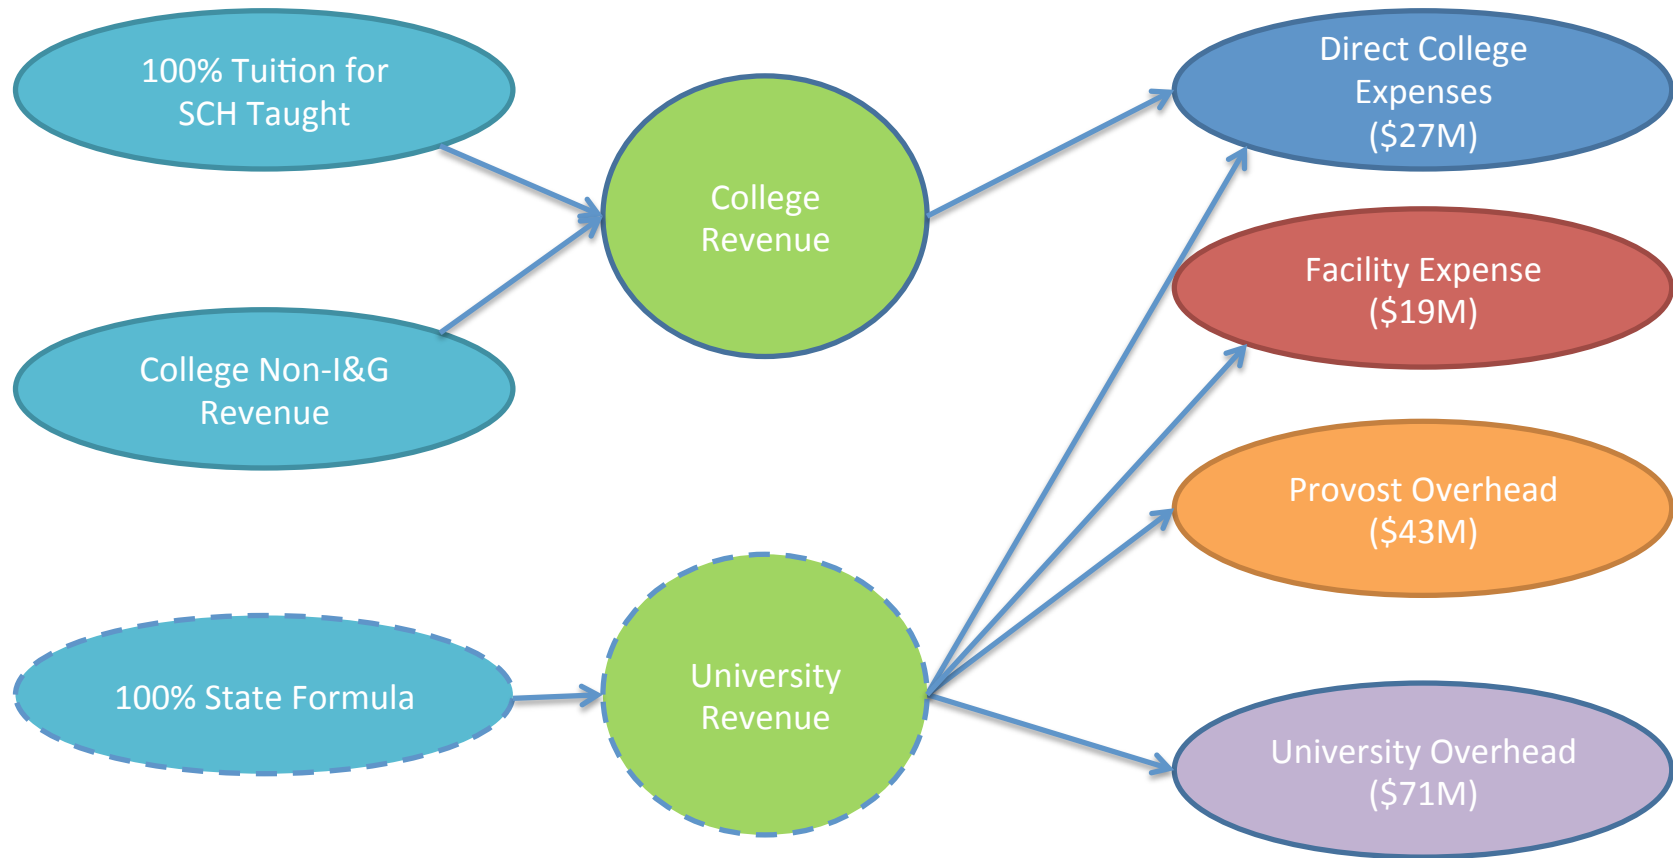 100% Tuition for
SCH Taught
College Non-I&G
Revenue
100% State Formula
College
Revenue
University
Revenue
Direct College
Expenses
($27M)
Facility Expense
($19M)
Provost Overhead
($43M)
University Overhead
($71M)